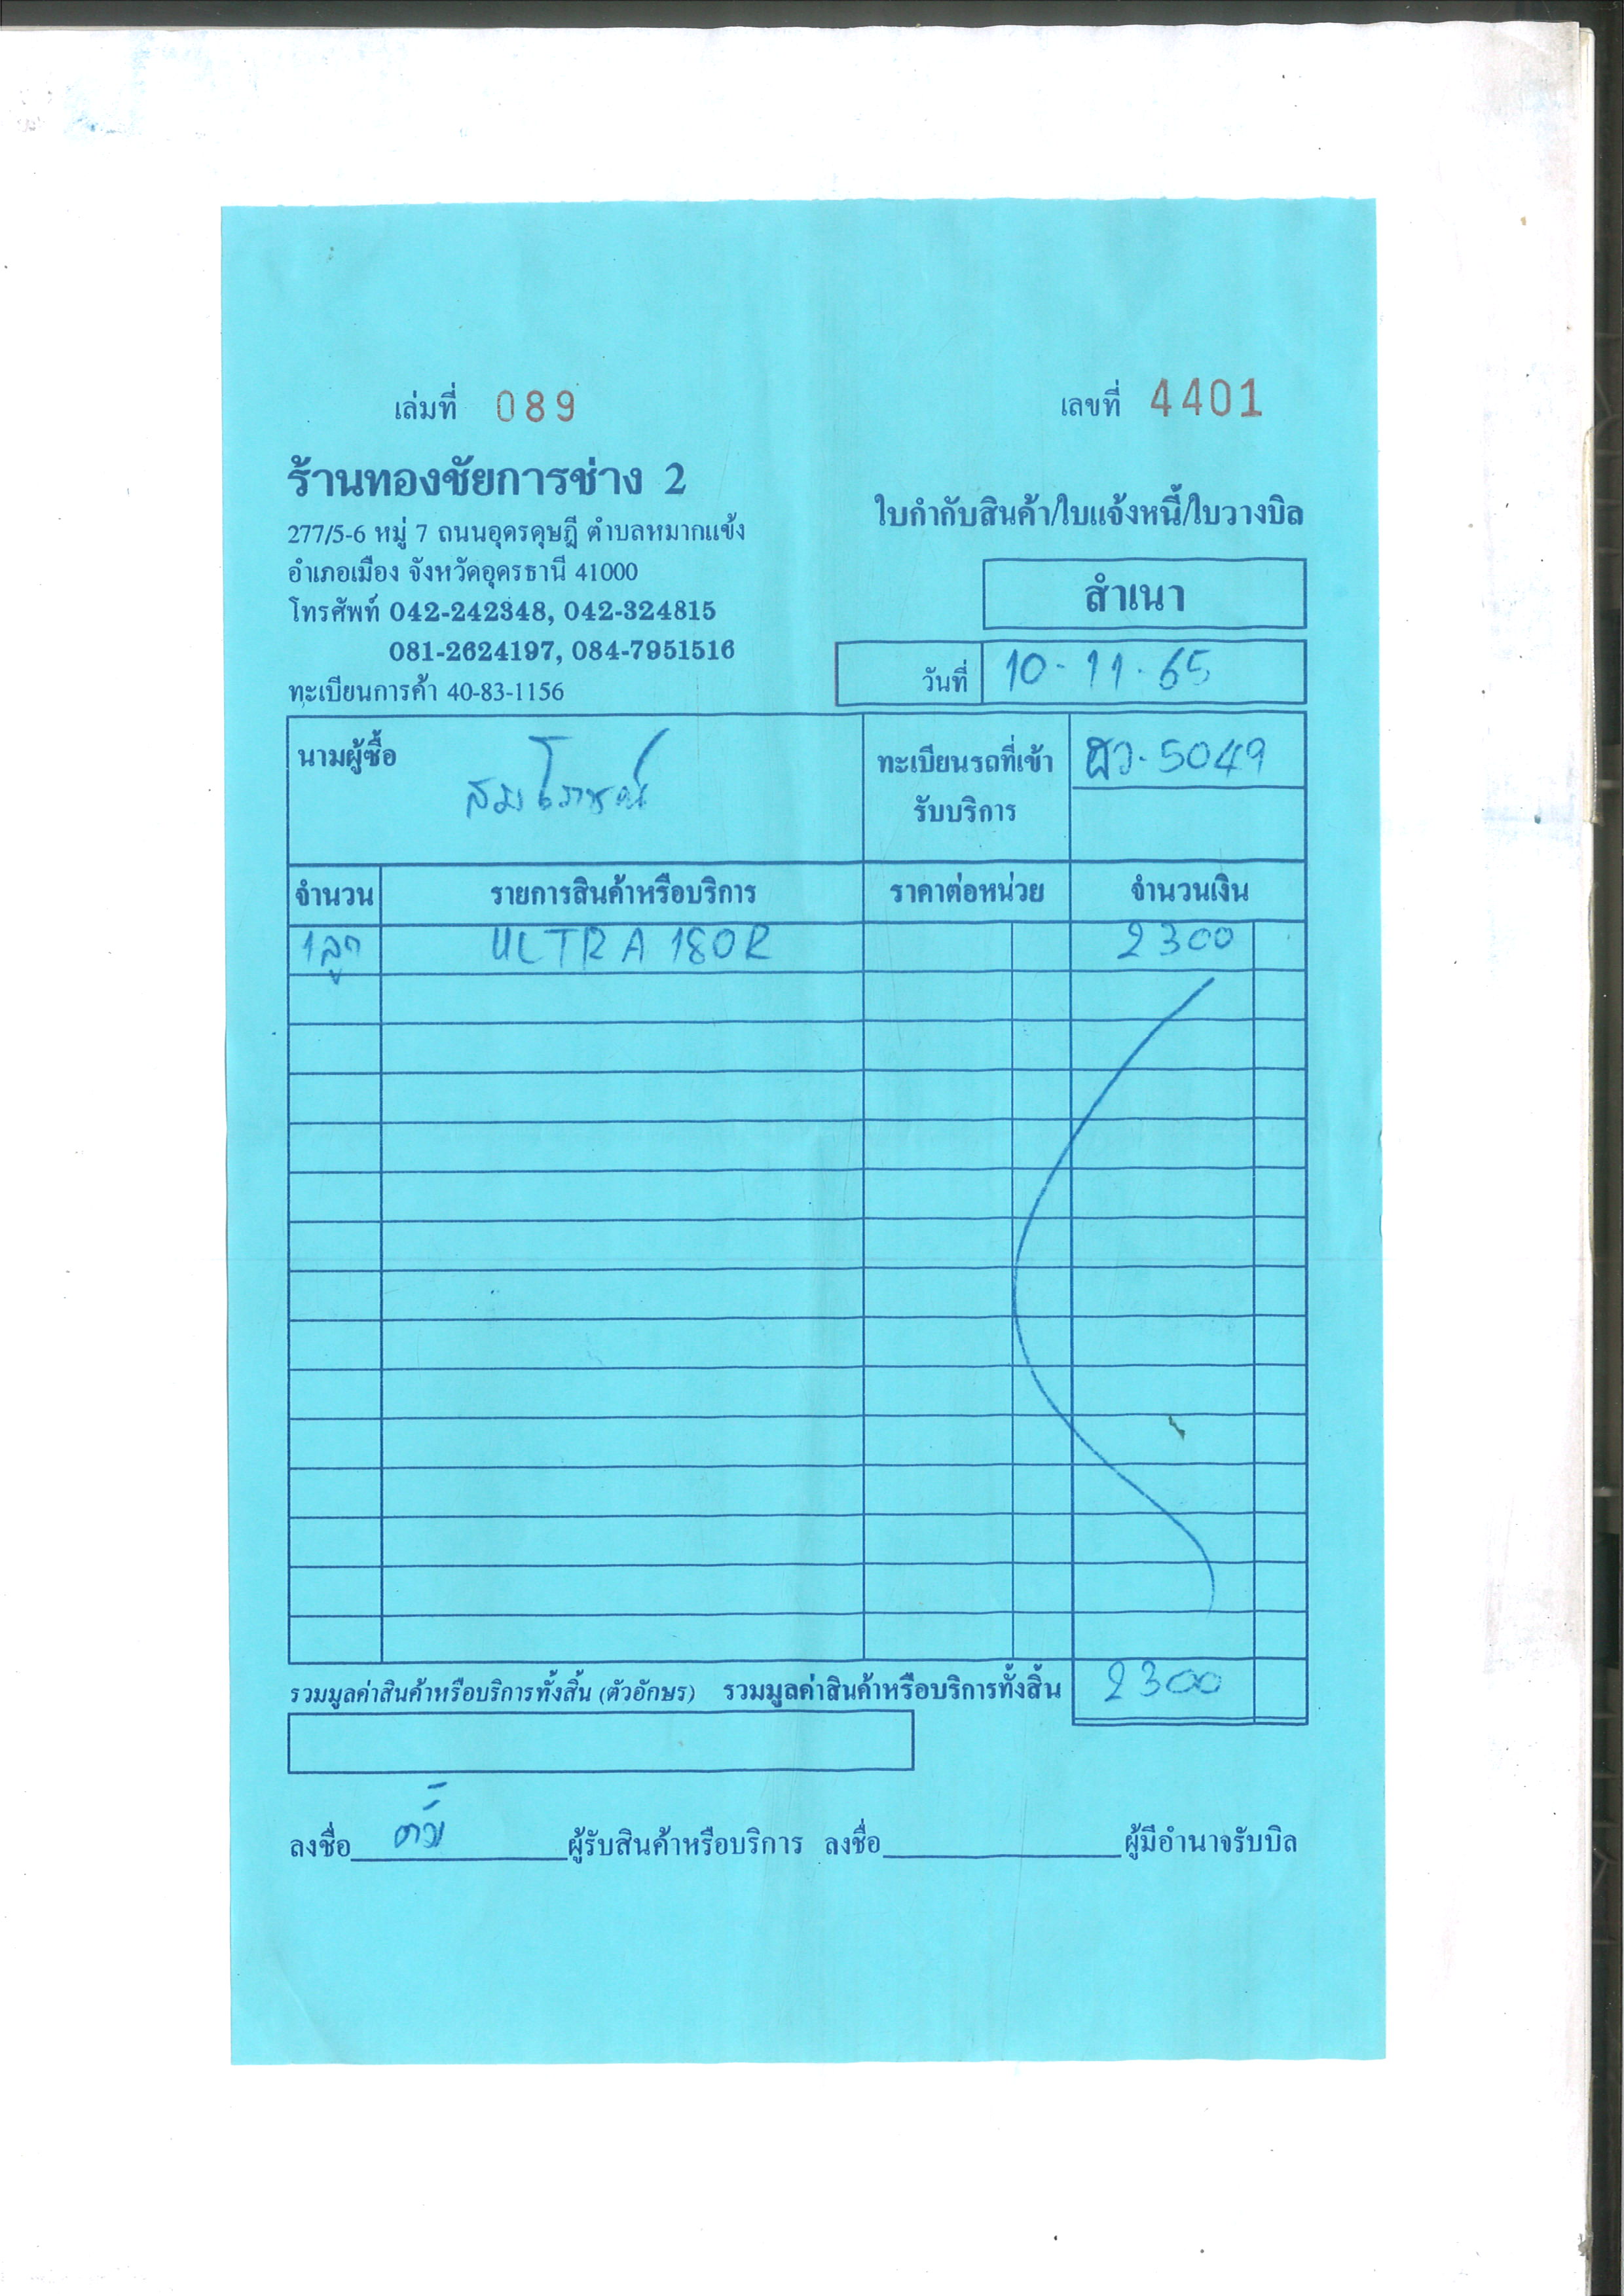 เล่มที่ 089
เลขที่ 4401
ร้านทองชัยการช่าง 2
277/5-6 หมู่ 7 ถนนอุดรดุษฎี ตำบลหมากแข้ง
อำเภอเมือง จังหวัดอุดรธานี 41000
โทรศัพท์ 042-242348, 042-324815
081-2624197, 084-7951516
ทะเบียนการค้า 40-83-1156
ใบกำกับสินค้า/ใบแจ้งหนี้/ใบวางบิล
สำเนา
วันที่ 10-11-65
นามผู้ซื้อ สมโภชน์
ทะเบียนรถที่เข้า
รับบริการ
ผว-5049
จำนวน รายการสินค้าหรือบริการ ราคาต่อหน่วย จำนวนเงิน
1ลูก ULTRA 180R 2300
รวมมูลค่าสินค้าหรือบริการทั้งสิ้น (ตัวอักษร) รวมมูลค่าสินค้าหรือบริการทั้งสิ้น 2300
ลงชื่อ ผู้รับสินค้าหรือบริการ ลงชื่อ ผู้มีอำนาจรับบิล